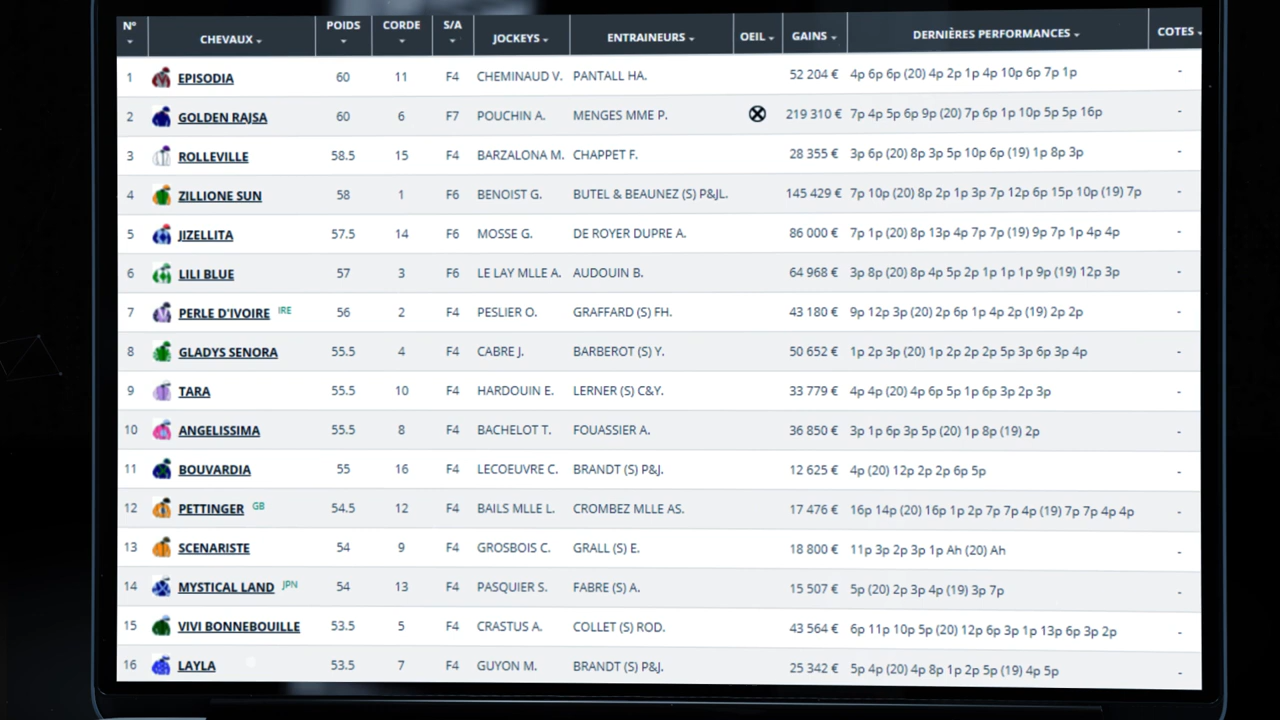 N° CHEVAUX POIDS CORDE S/A JOCKEYS ENTRAINEURS OEIL GAINS DERNIÈRES PERFORMANCES COTES
1 EPISODIA 60 11 F4 CHEMINAUD V. PANTALL HA. 52 204 € 4p 6p 6p (20) 4p 2p 1p 4p 10p 6p 7p 1p -
2 GOLDEN RAJSA 60 6 F7 POUCHIN A. MENGES MME P. 219 310 € 7p 4p 5p 6p 9p (20) 7p 6p 1p 10p 5p 5p 16p -
3 ROLLEVILLE 58.5 15 F4 BARZALONA M. CHAPPET F. 28 355 € 3p 6p (20) 8p 3p 5p 10p 6p (19) 1p 8p 3p -
4 ZILLIONE SUN 58 1 F6 BENOIST G. BUTEL & BEAUNEZ (S) P&JL. 145 429 € 7p 10p (20) 8p 2p 1p 3p 7p 12p 6p 15p 10p (19) 7p -
5 JIZELLITA 57.5 14 F6 MOSSE G. DE ROYER DUPRE A. 86 000 € 7p 1p (20) 8p 13p 4p 7p 7p (19) 9p 7p 1p 4p 4p -
6 LILI BLUE 57 3 F6 LE LAY MLLE A. AUDOUIN B. 64 968 € 3p 8p (20) 8p 4p 5p 2p 1p 1p 1p 9p (19) 12p 3p -
7 PERLE D'IVOIRE IRE 56 2 F4 PESLIER O. GRAFFARD (S) FH. 43 180 € 9p 12p 3p (20) 2p 6p 1p 4p 2p (19) 2p 2p -
8 GLADYS SENORA 55.5 4 F4 CABRE J. BARBEROT (S) Y. 50 652 € 1p 2p 3p (20) 1p 2p 2p 2p 5p 3p 6p 3p 4p -
9 TARA 55.5 10 F4 HARDOUIN E. LERNER (S) C&Y. 33 779 € 4p 4p (20) 4p 6p 5p 1p 6p 3p 2p 3p -
10 ANGELISSIMA 55.5 8 F4 BACHELOT T. FOUASSIER A. 36 850 € 3p 1p 6p 3p 5p (20) 1p 8p (19) 2p -
11 BOUVARDIA 55 16 F4 LECOEUVRE C. BRANDT (S) P&J. 12 625 € 4p (20) 12p 2p 2p 6p 5p -
12 PETTINGER GB 54.5 12 F4 BAILS MLLE L. CROMBEZ MLLE AS. 17 476 € 16p 14p (20) 16p 1p 2p 7p 7p 4p (19) 7p 7p 4p 4p -
13 SCENARISTE 54 9 F4 GROSBOIS C. GRALL (S) E. 18 800 € 11p 3p 2p 3p 1p Ah (20) Ah -
14 MYSTICAL LAND JPN 54 13 F4 PASQUIER S. FABRE (S) A. 15 507 € 5p (20) 2p 3p 4p (19) 3p 7p -
15 VIVI BONNEBOUILLE 53.5 5 F4 CRASTUS A. COLLET (S) ROD. 43 564 € 6p 11p 10p 5p (20) 12p 6p 3p 1p 13p 6p 3p 2p -
16 LAYLA 53.5 7 F4 GUYON M. BRANDT (S) P&J. 25 342 € 5p 4p (20) 4p 8p 1p 2p 5p (19) 4p 5p -